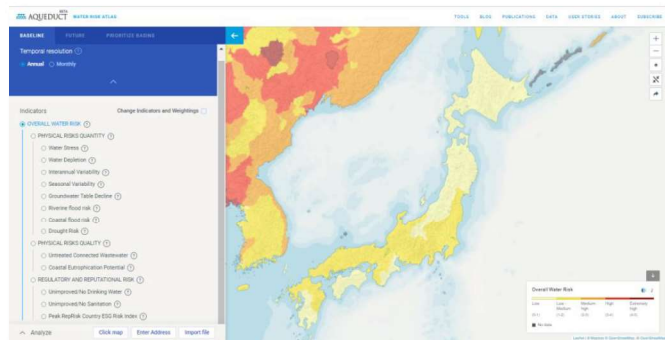 BETA
AQUEDUCT WATER RISK ATLAS
TOOLS BLOG PUBLICATIONS DATA USER STORIES ABOUT SUBSCRIBE
BASELINE FUTURE PRIORITIZE BASINS
Temporal resolution ?
Annual Monthly
Indicators Change Indicators and Weightings
OVERALL WATER RISK ?
PHYSICAL RISKS QUANTITY ?
Water Stress ?
Water Depletion ?
Interannual Variability ?
Seasonal Variability ?
Groundwater Table Decline ?
Riverine flood risk ?
Coastal flood risk ?
Drought Risk ?
PHYSICAL RISKS QUALITY ?
Untreated Connected Wastewater ?
Coastal Eutrophication Potential ?
REGULATORY AND REPUTATIONAL RISK ?
Unimproved/No Drinking Water ?
Unimproved/No Sanitation ?
Peak RepRisk Country ESG Risk Index ?
Analyze Click map Enter Address Import file
Overall Water Risk
Low Low-Medium Medium-high High Extremely high
No data